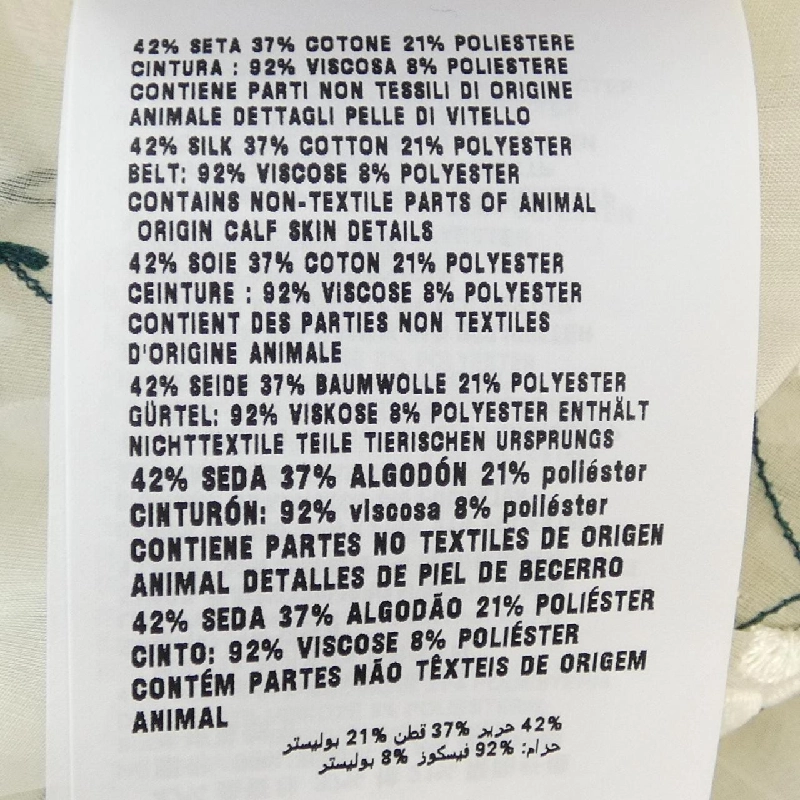 42% SETA 37% COTONE 21% POLIESTERE
CINTURA : 92% VISCOSA 8% POLIESTERE
CONTIENE PARTI NON TESSILI DI ORIGINE
ANIMALE DETTAGLI PELLE DI VITELLO
42% SILK 37% COTTON 21% POLYESTER
BELT: 92% VISCOSE 8% POLYESTER
CONTAINS NON-TEXTILE PARTS OF ANIMAL
ORIGIN CALF SKIN DETAILS
42% SOIE 37% COTON 21% POLYESTER
CEINTURE : 92% VISCOSE 8% POLYESTER
CONTIENT DES PARTIES NON TEXTILES
D'ORIGINE ANIMALE
42% SEIDE 37% BAUMWOLLE 21% POLYESTER
GÜRTEL: 92% VISKOSE 8% POLYESTER ENTHÄLT
NICHTTEXTILE TEILE TIERISCHEN URSPRUNGS
42% SEDA 37% ALGODÓN 21% poliéster
CINTURÓN: 92% viscosa 8% poliéster
CONTIENE PARTES NO TEXTILES DE ORIGEN
ANIMAL DETALLES DE PIEL DE BECERRO
42% SEDA 37% ALGODÃO 21% POLIÉSTER
CINTO: 92% VISCOSE 8% POLIÉSTER
CONTÉM PARTES NÃO TÊXTEIS DE ORIGEM
ANIMAL
42% حرير 37% قطن 21% بوليستر
حزام: 92% فيسكوز 8% بوليستر